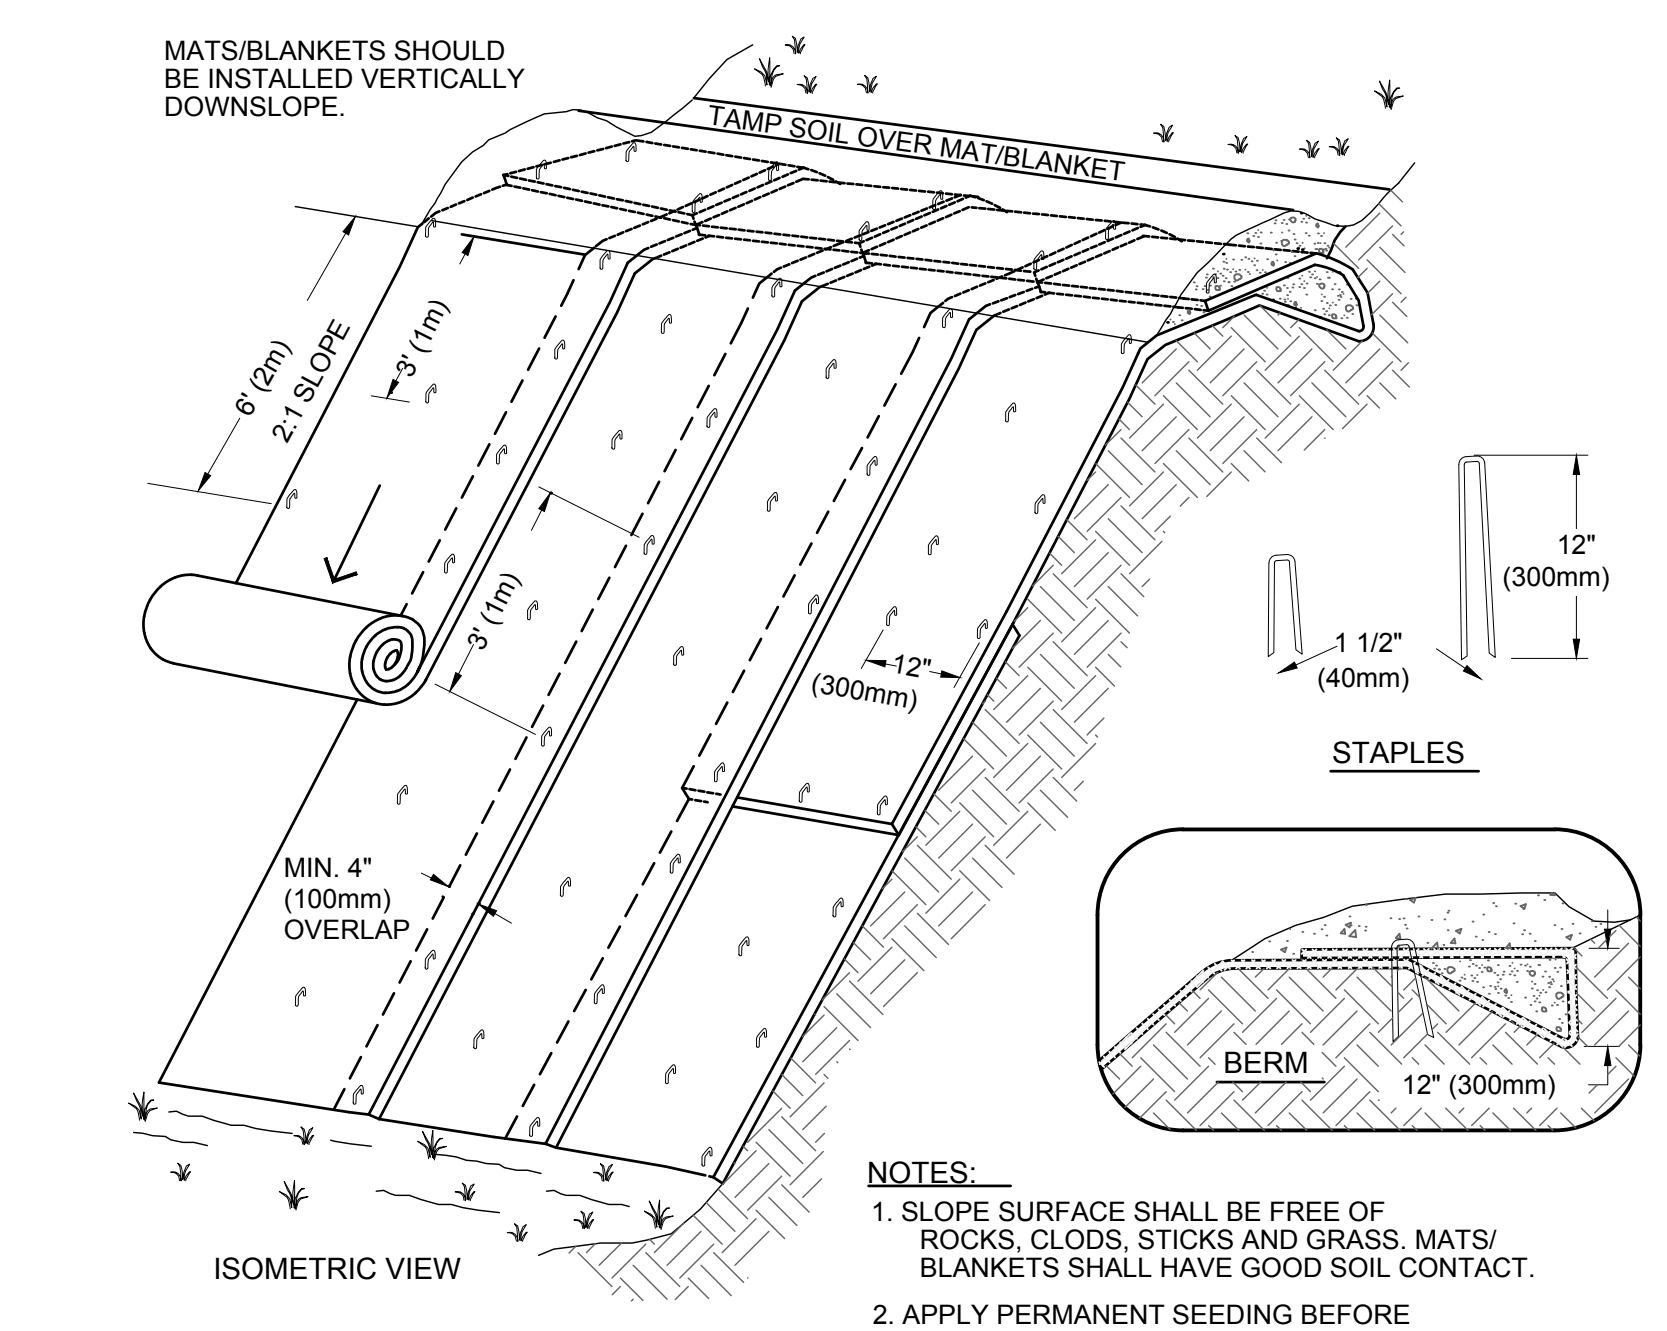 MATS/BLANKETS SHOULD
BE INSTALLED VERTICALLY
DOWNSLOPE.
TAMP SOIL OVER MAT/BLANKET
6' (2m)
2:1 SLOPE
3' (1m)
3' (1m)
12"
(300mm)
12"
(300mm)
1 1/2"
(40mm)
STAPLES
MIN. 4"
(100mm)
OVERLAP
BERM
12" (300mm)
ISOMETRIC VIEW
NOTES:
1. SLOPE SURFACE SHALL BE FREE OF
ROCKS, CLODS, STICKS AND GRASS. MATS/
BLANKETS SHALL HAVE GOOD SOIL CONTACT.
2. APPLY PERMANENT SEEDING BEFORE